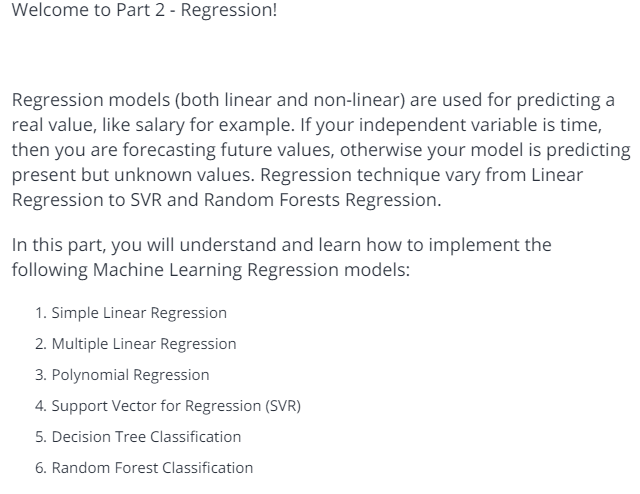 Welcome to Part 2 - Regression!
Regression models (both linear and non-linear) are used for predicting a
real value, like salary for example. If your independent variable is time,
then you are forecasting future values, otherwise your model is predicting
present but unknown values. Regression technique vary from Linear
Regression to SVR and Random Forests Regression.
In this part, you will understand and learn how to implement the
following Machine Learning Regression models:
1. Simple Linear Regression
2. Multiple Linear Regression
3. Polynomial Regression
4. Support Vector for Regression (SVR)
5. Decision Tree Classification
6. Random Forest Classification